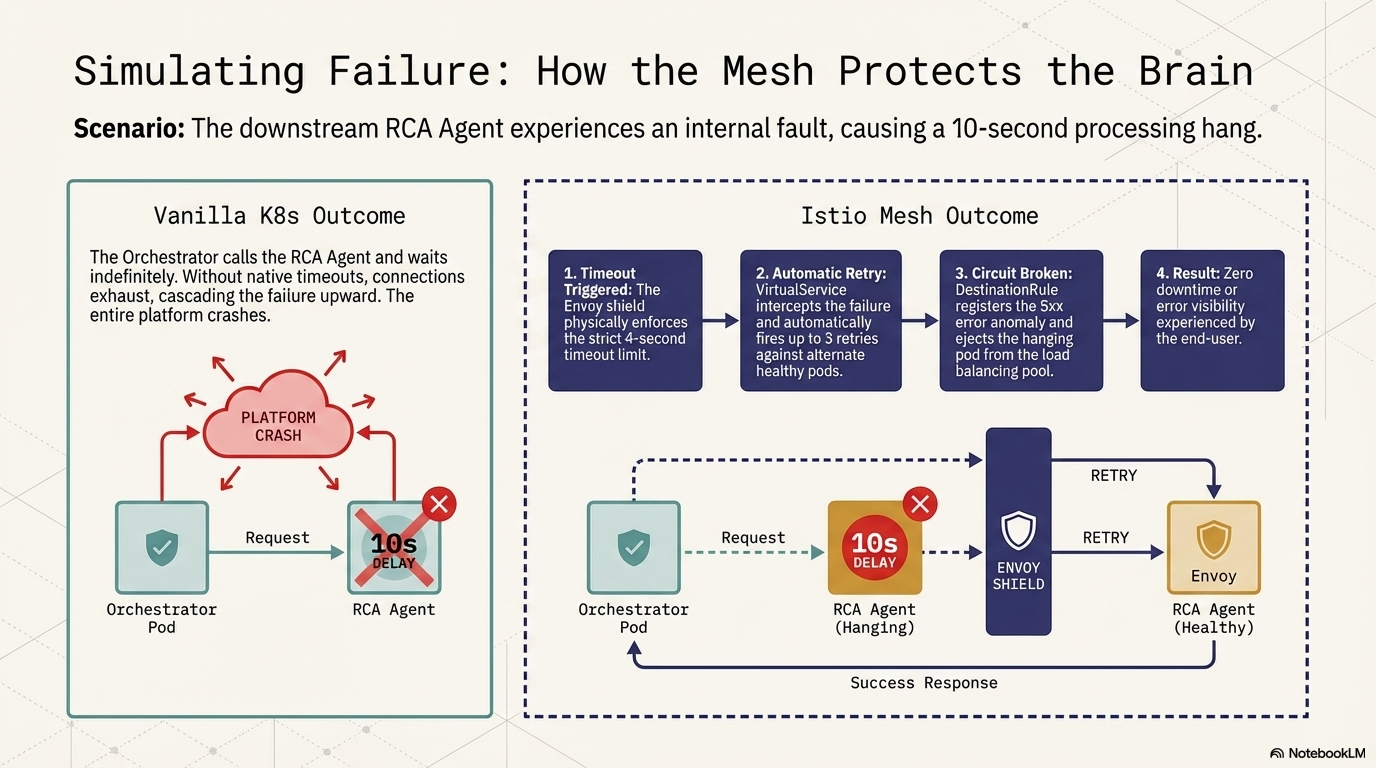 Simulating Failure: How the Mesh Protects the Brain
Scenario: The downstream RCA Agent experiences an internal fault, causing a 10-second processing hang.
Vanilla K8s Outcome
The Orchestrator calls the RCA Agent and waits
indefinitely. Without native timeouts, connections
exhaust, cascading the failure upward. The
entire platform crashes.
PLATFORM
CRASH
Request
10s
DELAY
Orchestrator
Pod
RCA Agent
Istio Mesh Outcome
1. Timeout
Triggered: The
Envoy shield
physically enforces
the strict 4-second
timeout limit.
2. Automatic Retry:
VirtualService
intercepts the failure
and automatically
fires up to 3 retries
against alternate
healthy pods.
3. Circuit Broken:
DestinationRule
registers the 5xx
error anomaly and
ejects the hanging
pod from the load
balancing pool.
4. Result: Zero
downtime or
error visibility
experienced by
the end-user.
RETRY
Request
10s
DELAY
ENVOY
SHIELD
RETRY
Envoy
Orchestrator
Pod
RCA Agent
(Hanging)
RCA Agent
(Healthy)
Success Response
NotebookLM